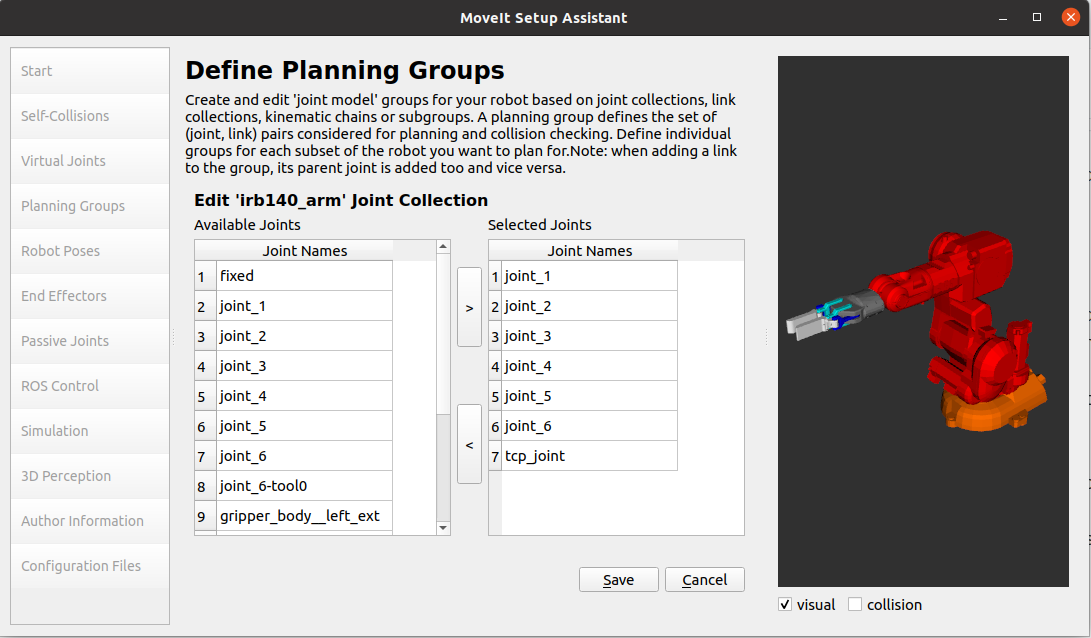 MoveIt Setup Assistant
Start
Self-Collisions
Virtual Joints
Planning Groups
Robot Poses
End Effectors
Passive Joints
ROS Control
Simulation
3D Perception
Author Information
Configuration Files
Define Planning Groups
Create and edit 'joint model' groups for your robot based on joint collections, link
collections, kinematic chains or subgroups. A planning group defines the set of
(joint, link) pairs considered for planning and collision checking. Define individual
groups for each subset of the robot you want to plan for.Note: when adding a link
to the group, its parent joint is added too and vice versa.
Edit 'irb140_arm' Joint Collection
Available Joints
Joint Names
1 fixed
2 joint_1
3 joint_2
4 joint_3
5 joint_4
6 joint_5
7 joint_6
8 joint_6-tool0
9 gripper_body__left_ext
>
<
Selected Joints
Joint Names
1 joint_1
2 joint_2
3 joint_3
4 joint_4
5 joint_5
6 joint_6
7 tcp_joint
Save Cancel
visual collision